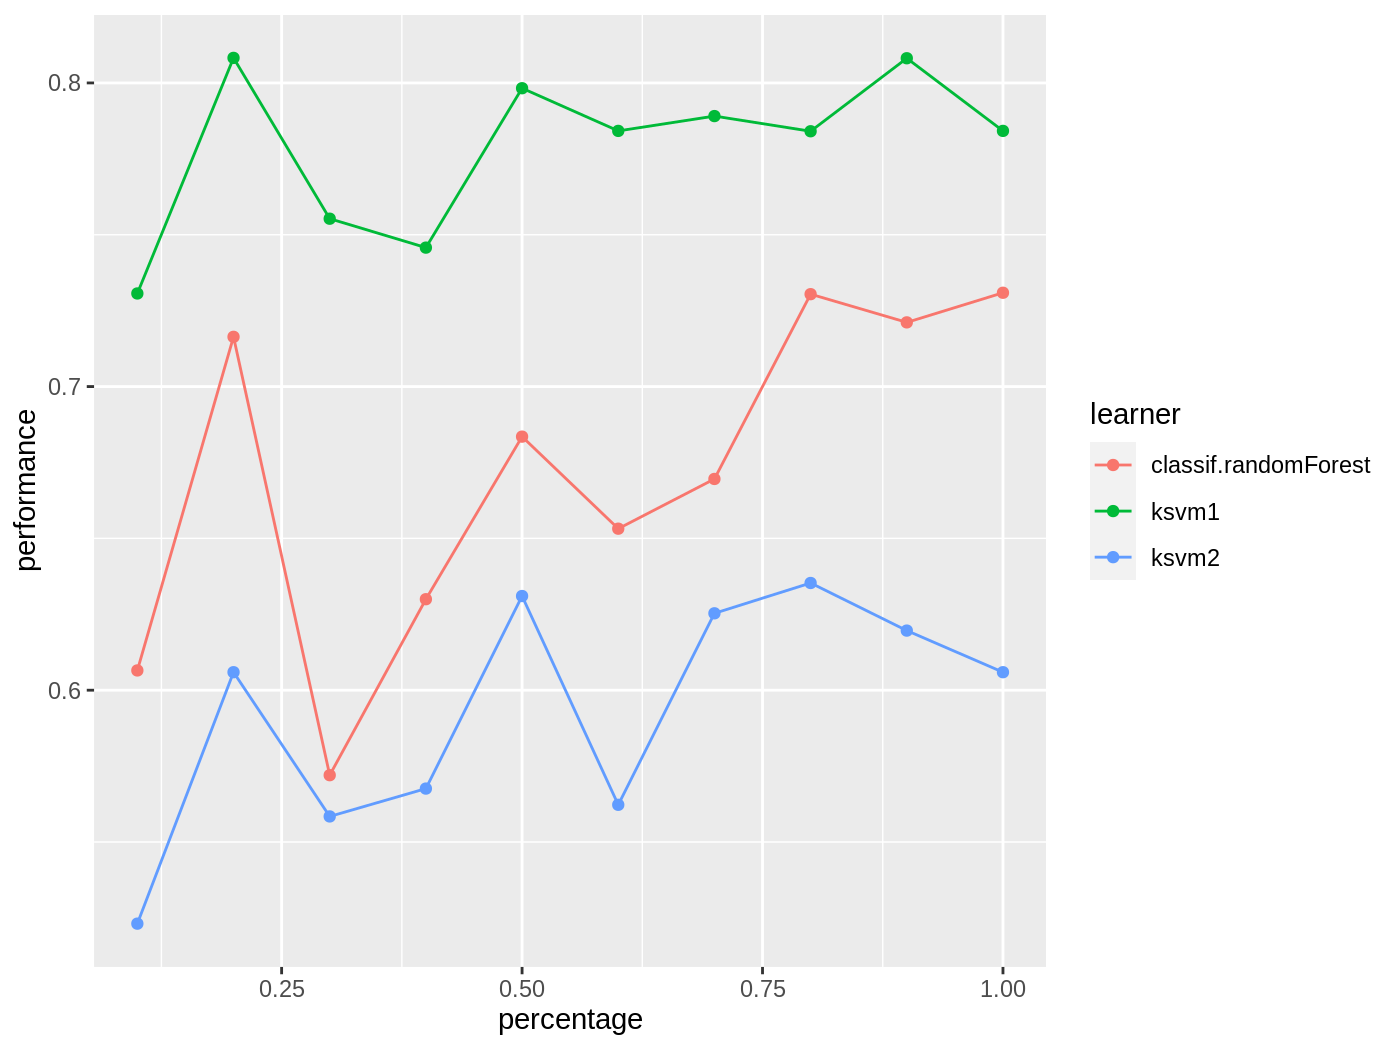 0.8
0.7
0.6
performance
0.25 0.50 0.75 1.00
percentage
learner
classif.randomForest
ksvm1
ksvm2